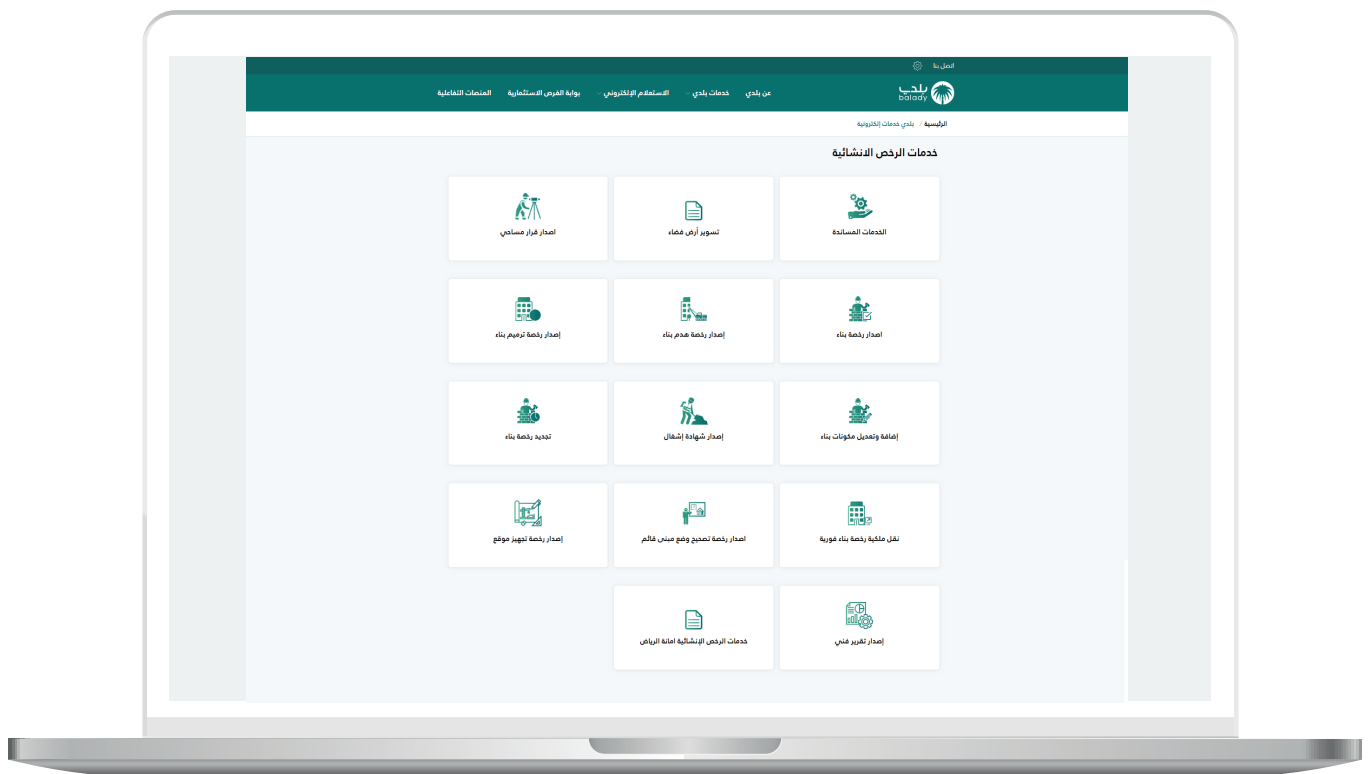 اتصل بنا
بلدي
balady
عن بلدي خدمات بلدي الاستعلام الإلكتروني بوابة الفرص الاستثمارية المنصات التفاعلية
الرئيسية / بلدي خدمات إلكترونية
خدمات الرخص الانشائية
الخدمات المساندة
تسوير أرض فضاء
اصدار قرار مساحي
اصدار رخصة بناء
إصدار رخصة هدم بناء
إصدار رخصة ترميم بناء
إضافة وتعديل مكونات بناء
إصدار شهادة إشغال
تجديد رخصة بناء
نقل ملكية رخصة بناء فورية
اصدار رخصة تصحيح وضع مبنى قائم
إصدار رخصة تجهيز موقع
إصدار تقرير فني
خدمات الرخص الإنشائية امانة الرياض